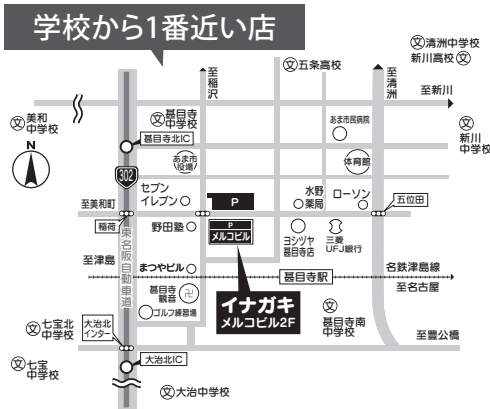 学校から1番近い店
文清洲中学校
新川高校文
文五条高校
至稲沢
至清洲
至新川
文美和
中学校
文甚目寺
中学校
甚目寺北IC
あま市民病院
文
新川
中学校
N
302
あま市
役場
体育館
セブン
イレブン
P
水野
薬局
ローソン
五位田
至美和町
稲荷
野田塾
P
メルコビル
ヨシヅヤ
甚目寺店
三菱
UFJ銀行
東名阪自動車道
至津島
まつやビル
甚目寺駅
名鉄津島線
至名古屋
甚目寺
観音
卍
イナガキ
メルコビル2F
ゴルフ練習場
文
甚目寺南
中学校
文七宝北
中学校
大治北
インター
至豊公橋
文七宝
中学校
大治北IC
文大治中学校